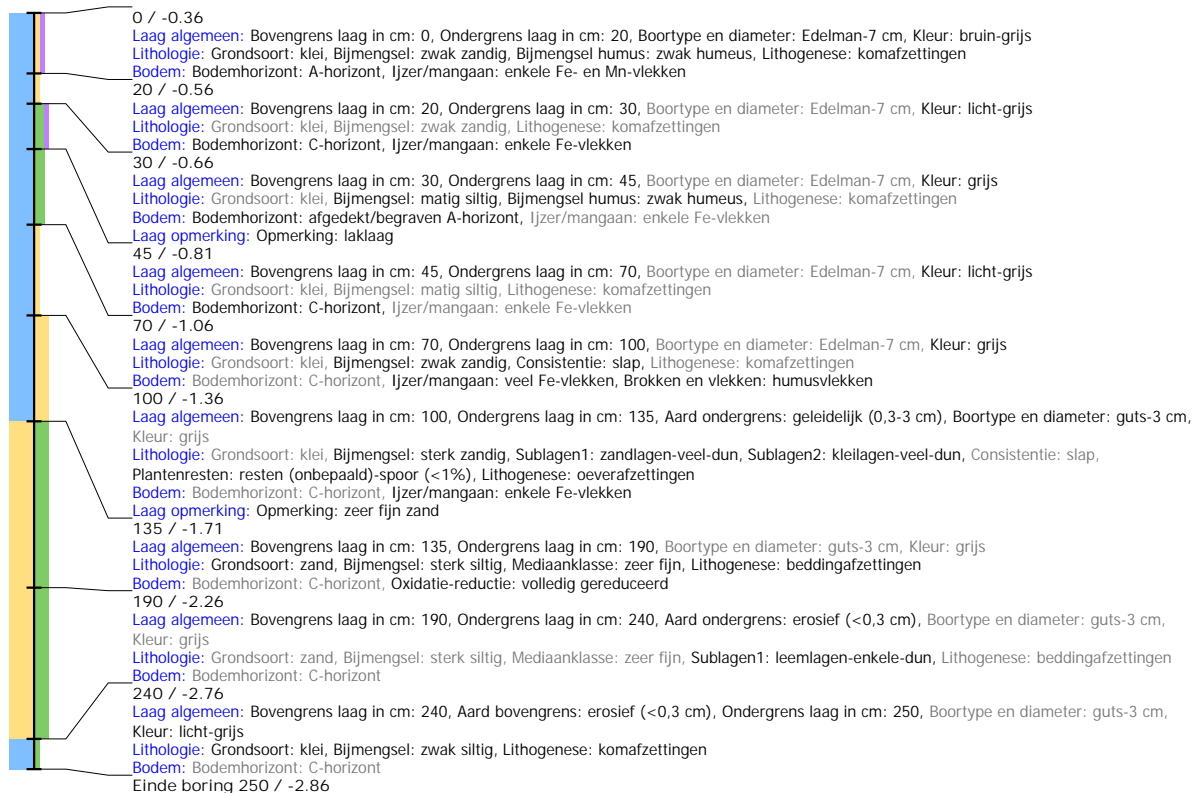 0 / -0.36
Laag algemeen: Bovengrens laag in cm: 0, Ondergrens laag in cm: 20, Boortype en diameter: Edelman-7 cm, Kleur: bruin-grijs
Lithologie: Grondsoort: klei, Bijmengsel: zwak zandig, Bijmengsel humus: zwak humeus, Lithogenese: komafzettingen
Bodem: Bodemhorizont: A-horizont, Ijzer/mangaan: enkele Fe- en Mn-vlekken
20 / -0.56
Laag algemeen: Bovengrens laag in cm: 20, Ondergrens laag in cm: 30, Boortype en diameter: Edelman-7 cm, Kleur: licht-grijs
Lithologie: Grondsoort: klei, Bijmengsel: zwak zandig, Lithogenese: komafzettingen
Bodem: Bodemhorizont: C-horizont, Ijzer/mangaan: enkele Fe-vlekken
30 / -0.66
Laag algemeen: Bovengrens laag in cm: 30, Ondergrens laag in cm: 45, Boortype en diameter: Edelman-7 cm, Kleur: grijs
Lithologie: Grondsoort: klei, Bijmengsel: matig siltig, Bijmengsel humus: zwak humeus, Lithogenese: komafzettingen
Bodem: Bodemhorizont: afgedekt/begraven A-horizont, Ijzer/mangaan: enkele Fe-vlekken
Laag opmerking: Opmerking: laklaag
45 / -0.81
Laag algemeen: Bovengrens laag in cm: 45, Ondergrens laag in cm: 70, Boortype en diameter: Edelman-7 cm, Kleur: licht-grijs
Lithologie: Grondsoort: klei, Bijmengsel: matig siltig, Lithogenese: komafzettingen
Bodem: Bodemhorizont: C-horizont, Ijzer/mangaan: enkele Fe-vlekken
70 / -1.06
Laag algemeen: Bovengrens laag in cm: 70, Ondergrens laag in cm: 100, Boortype en diameter: Edelman-7 cm, Kleur: grijs
Lithologie: Grondsoort: klei, Bijmengsel: zwak zandig, Consistentie: slap, Lithogenese: komafzettingen
Bodem: Bodemhorizont: C-horizont, Ijzer/mangaan: veel Fe-vlekken, Brokken en vlekken: humusvlekken
100 / -1.36
Laag algemeen: Bovengrens laag in cm: 100, Ondergrens laag in cm: 135, Aard ondergrens: geleidelijk (0,3-3 cm), Boortype en diameter: guts-3 cm,
Kleur: grijs
Lithologie: Grondsoort: klei, Bijmengsel: sterk zandig, Sublagen1: zandlagen-veel-dun, Sublagen2: kleilagen-veel-dun, Consistentie: slap,
Plantenresten: resten (onbepaald)-spoor (<1%), Lithogenese: oeverafzettingen
Bodem: Bodemhorizont: C-horizont, Ijzer/mangaan: enkele Fe-vlekken
Laag opmerking: Opmerking: zeer fijn zand
135 / -1.71
Laag algemeen: Bovengrens laag in cm: 135, Ondergrens laag in cm: 190, Boortype en diameter: guts-3 cm, Kleur: grijs
Lithologie: Grondsoort: zand, Bijmengsel: sterk siltig, Mediaanklasse: zeer fijn, Lithogenese: beddingafzettingen
Bodem: Bodemhorizont: C-horizont, Oxidatie-reductie: volledig gereduceerd
190 / -2.26
Laag algemeen: Bovengrens laag in cm: 190, Ondergrens laag in cm: 240, Aard ondergrens: erosief (<0,3 cm), Boortype en diameter: guts-3 cm,
Kleur: grijs
Lithologie: Grondsoort: zand, Bijmengsel: sterk siltig, Mediaanklasse: zeer fijn, Sublagen1: leemlagen-enkele-dun, Lithogenese: beddingafzettingen
Bodem: Bodemhorizont: C-horizont
240 / -2.76
Laag algemeen: Bovengrens laag in cm: 240, Aard bovengrens: erosief (<0,3 cm), Ondergrens laag in cm: 250, Boortype en diameter: guts-3 cm,
Kleur: licht-grijs
Lithologie: Grondsoort: klei, Bijmengsel: zwak siltig, Lithogenese: komafzettingen
Bodem: Bodemhorizont: C-horizont
Einde boring 250 / -2.86